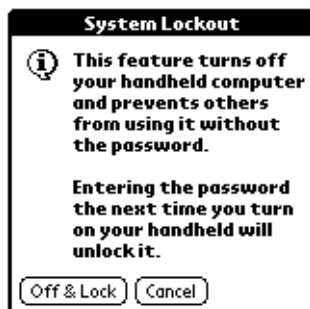 System Lockout
This feature turns off
your handheld computer
and prevents others
from using it without
the password.
Entering the password
the next time you turn
on your handheld will
unlock it.
Off & Lock Cancel